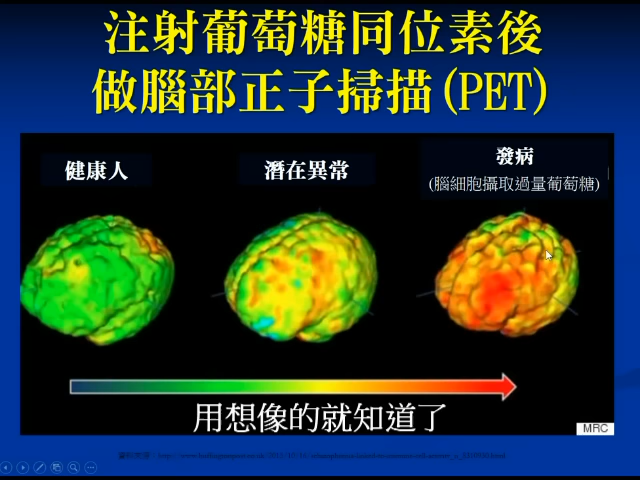 注射葡萄糖同位素後
做腦部正子掃描(PET)
健康人
潛在異常
發病
(腦細胞攝取過量葡萄糖)
用想像的就知道了
MRC